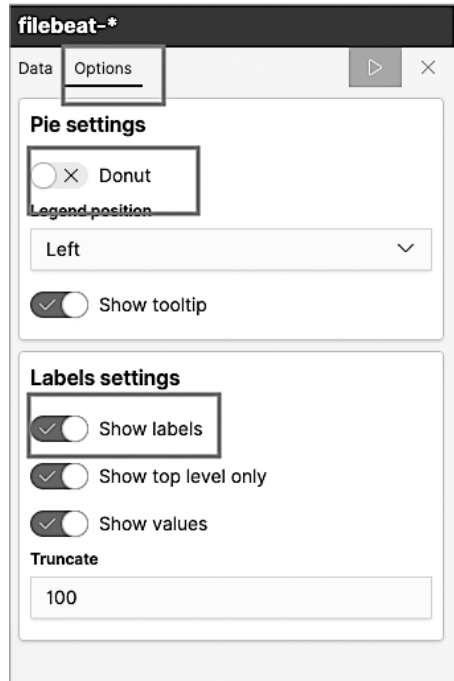 filebeat-*
Data Options
Pie settings
Donut
Legend position
Left
Show tooltip
Labels settings
Show labels
Show top level only
Show values
Truncate
100